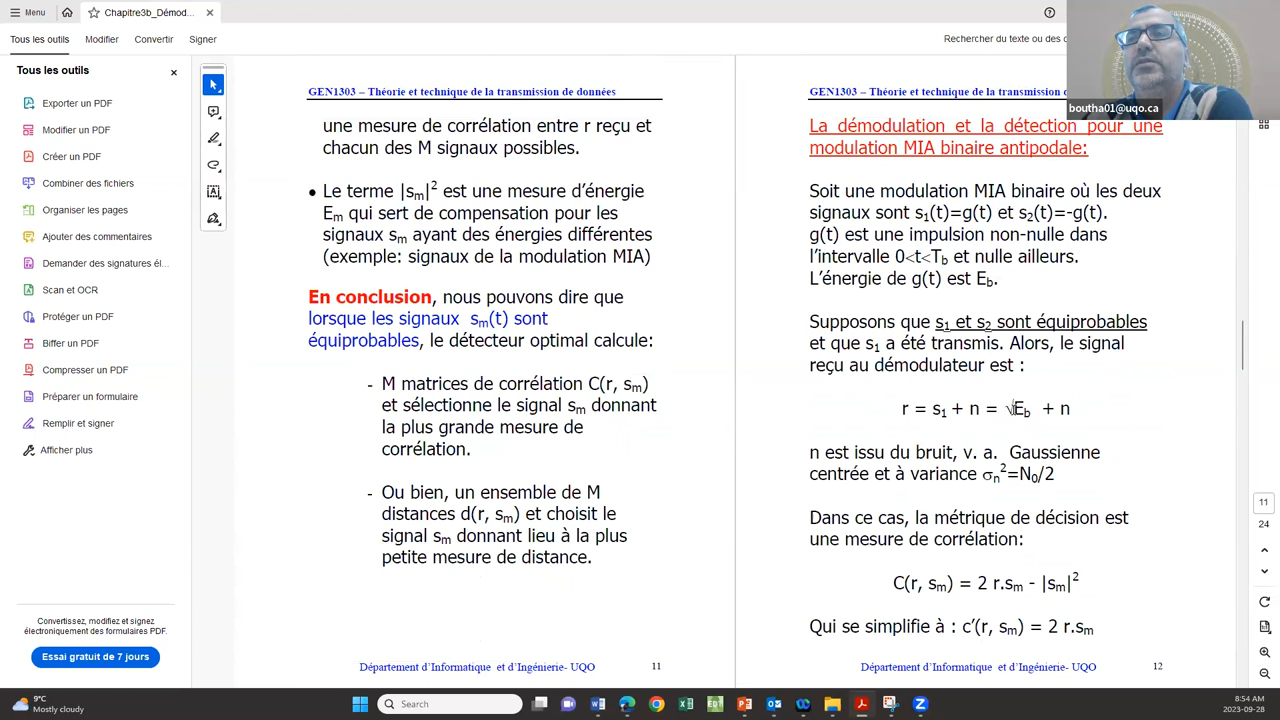 Menu
Chapitre3b_Démod...
Tous les outils
Modifier
Convertir
Signer
Rechercher du texte ou des
Tous les outils
Exporter un PDF
Modifier un PDF
Créer un PDF
Combiner des fichiers
Organiser les pages
Ajouter des commentaires
Demander des signatures él...
Scan et OCR
Protéger un PDF
Biffer un PDF
Compresser un PDF
Préparer un formulaire
Remplir et signer
Afficher plus
Convertissez, modifiez et signez
électroniquement des formulaires PDF.
Essai gratuit de 7 jours
GEN1303 – Théorie et technique de la transmission de données
une mesure de corrélation entre r reçu et
chacun des M signaux possibles.
• Le terme |sm|² est une mesure d'énergie
Em qui sert de compensation pour les
signaux sm ayant des énergies différentes
(exemple: signaux de la modulation MIA)
En conclusion, nous pouvons dire que
lorsque les signaux sm(t) sont
équiprobables, le détecteur optimal calcule:
- M matrices de corrélation C(r, sm)
et sélectionne le signal sm donnant
la plus grande mesure de
corrélation.
- Ou bien, un ensemble de M
distances d(r, sm) et choisit le
signal sm donnant lieu à la plus
petite mesure de distance.
Département d'Informatique et d'Ingénierie- UQO 11
GEN1303 – Théorie et technique de la transmission d
boutha01@uqo.ca
La démodulation et la détection pour une
modulation MIA binaire antipodale:
Soit une modulation MIA binaire où les deux
signaux sont s1(t)=g(t) et s2(t)=-g(t).
g(t) est une impulsion non-nulle dans
l'intervalle 0<t<Tb et nulle ailleurs.
L'énergie de g(t) est Eb.
Supposons que s1 et s2 sont équiprobables
et que s1 a été transmis. Alors, le signal
reçu au démodulateur est :
r = s1 + n = √Eb + n
n est issu du bruit, v. a. Gaussienne
centrée et à variance σn²=N0/2
Dans ce cas, la métrique de décision est
une mesure de corrélation:
C(r, sm) = 2 r.sm - |sm|²
Qui se simplifie à : c'(r, sm) = 2 r.sm
Département d'Informatique et d'Ingénierie- UQO 12
11
24
9°C
Mostly cloudy
Search
8:54 AM
2023-09-28